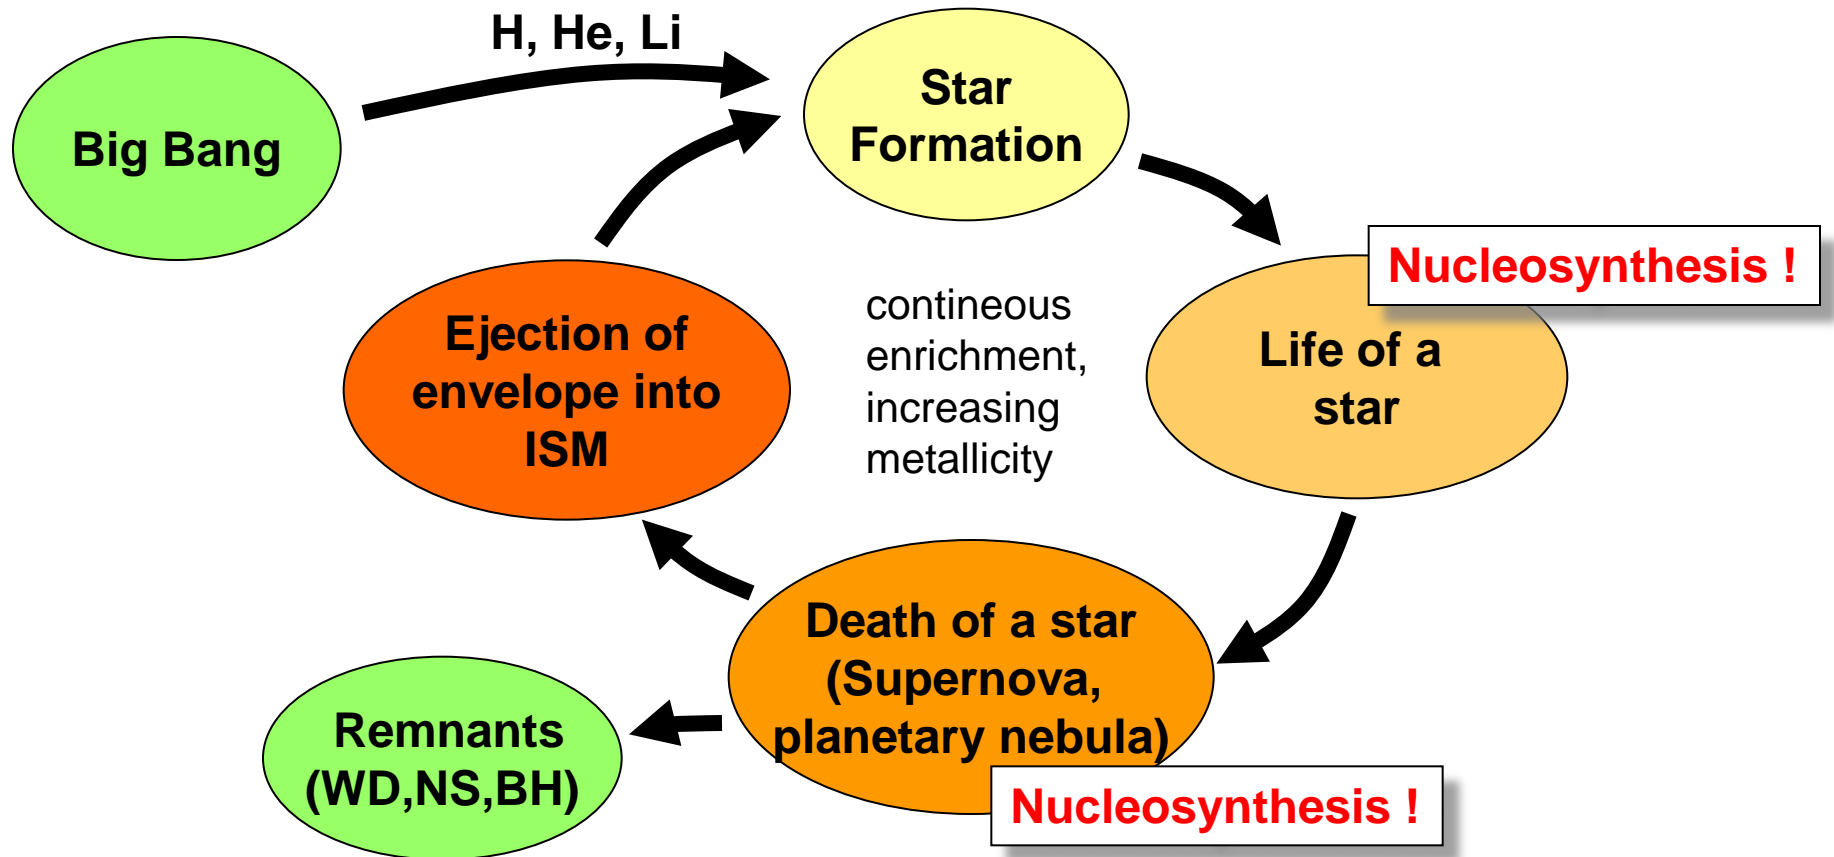 H, He, Li
Big Bang
Star
Formation
Nucleosynthesis !
Ejection of
envelope into
ISM
contineous
enrichment,
increasing
metallicity
Life of a
star
Death of a star
(Supernova,
planetary nebula)
Nucleosynthesis !
Remnants
(WD,NS,BH)